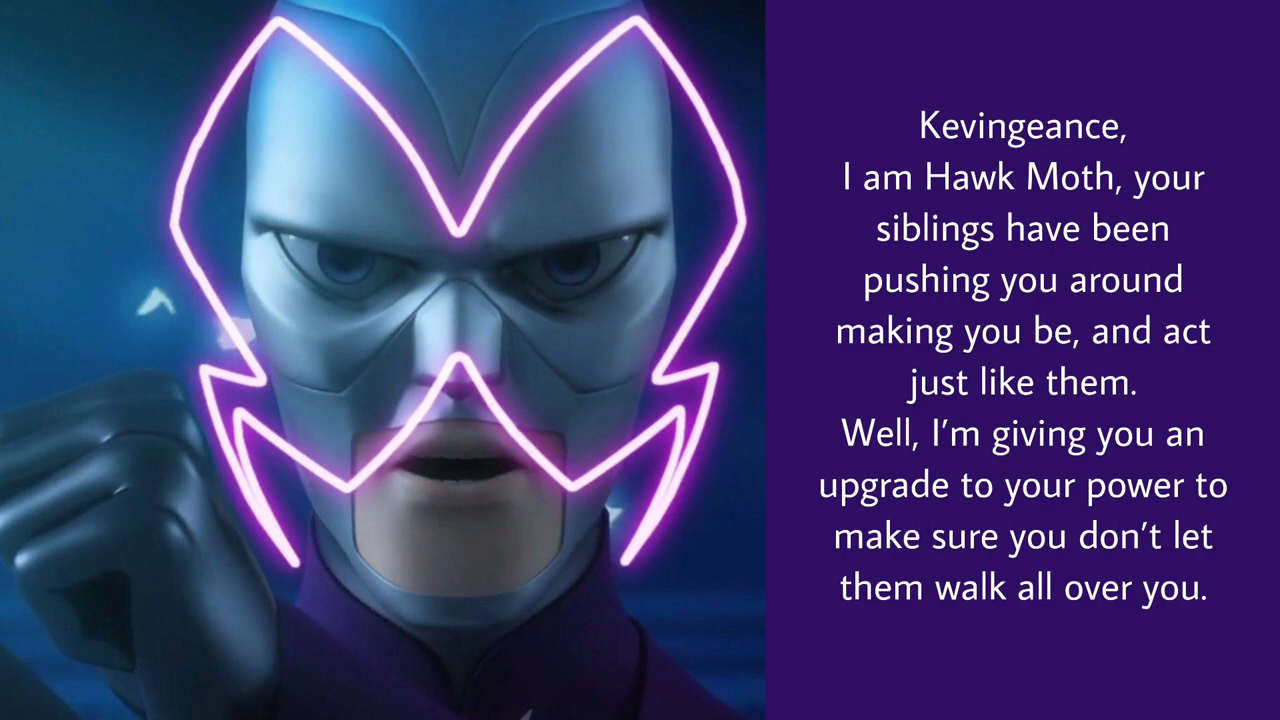 Kevingeance,
I am Hawk Moth, your
siblings have been
pushing you around
making you be, and act
just like them.
Well, I’m giving you an
upgrade to your power to
make sure you don’t let
them walk all over you.